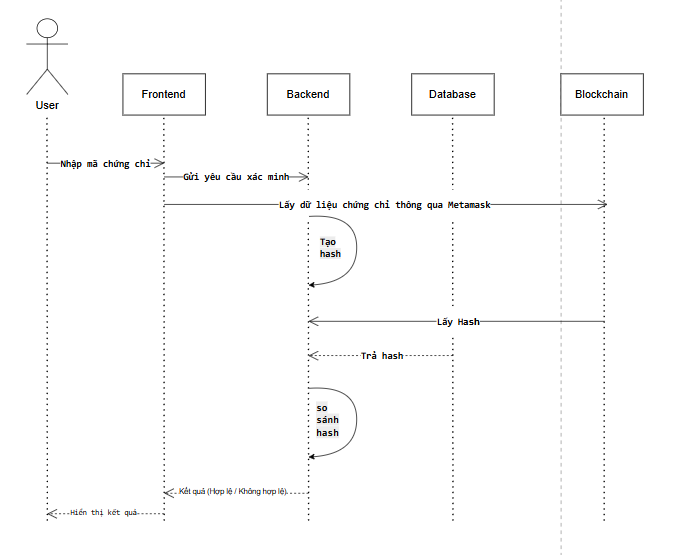 User
Frontend
Backend
Database
Blockchain
Nhập mã chứng chỉ
Gửi yêu cầu xác minh
Lấy dữ liệu chứng chỉ thông qua Metamask
Tạo
hash
Lấy Hash
Trả hash
so
sánh
hash
Kết quả (Hợp lệ / Không hợp lệ)
Hiển thị kết quả